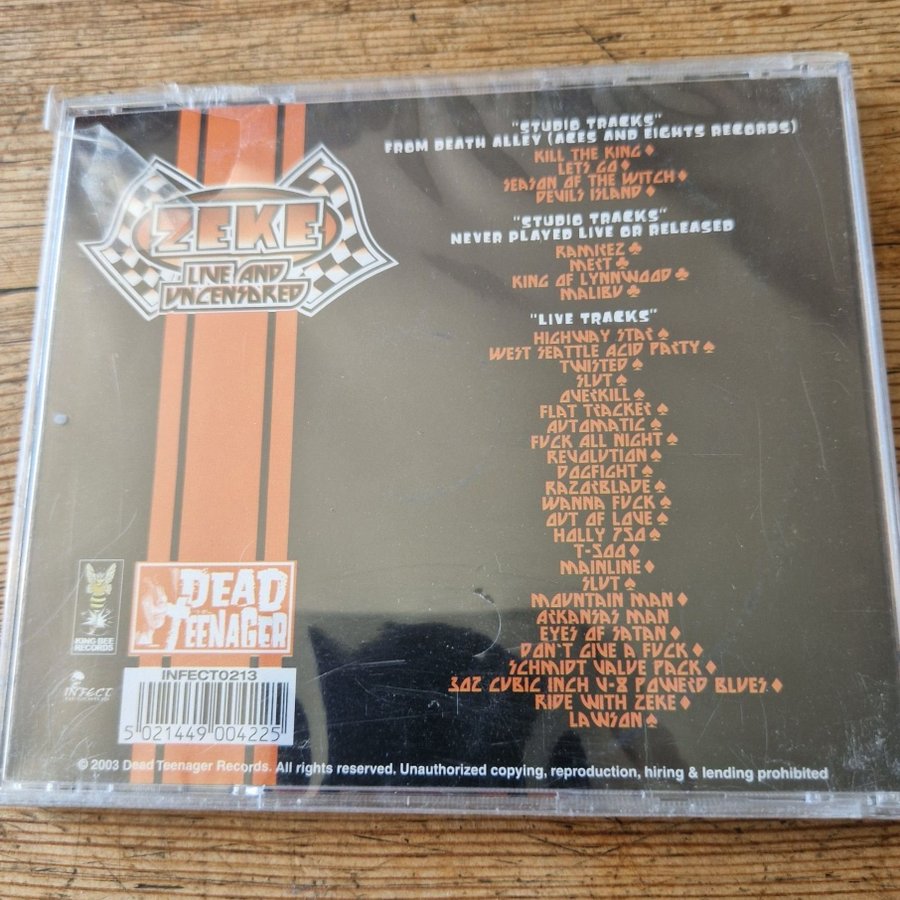 ZEKE
LIVE AND
UNCENSORED
"STUDIO TRACKS"
FROM DEATH ALLEY (ACES AND EIGHTS RECORDS)
KILL THE KING ♦
LETS GO ♦
SEASON OF THE WITCH ♦
DEVILS ISLAND ♦
"STUDIO TRACKS"
NEVER PLAYED LIVE OR RELEASED
RAMIREZ ♣
MERT ♣
KING OF LYNNWOOD ♣
MALIBU ♣
"LIVE TRACKS"
HIGHWAY STAR ♠
WEST SEATTLE ACID PARTY ♠
TWISTED ♠
SLUT ♠
OVERKILL ♠
FLAT TRACKER ♠
AUTOMATIC ♠
FUCK ALL NIGHT ♠
REVOLUTION ♠
DOGFIGHT ♠
RAZORBLADE ♠
WANNA FUCK ♠
OUT OF LOVE ♠
HOLLY 750 ♠
T-500 ♦
MAINLINE ♦
SLUT ♠
MOUNTAIN MAN ♦
ARKANSAS MAN
EYES OF SATAN ♦
DON'T GIVE A FUCK ♦
SCHMIDT VALUE PACK ♦
302 CUBIC INCH V-8 POWERD BLUES ♦
RIDE WITH ZEKE ♦
LAWSON ♠
KING BEE
RECORDS
DEAD
TEENAGER
INFECT
INFECT0213
5 021449 004225
© 2003 Dead Teenager Records. All rights reserved. Unauthorized copying, reproduction, hiring & lending prohibited